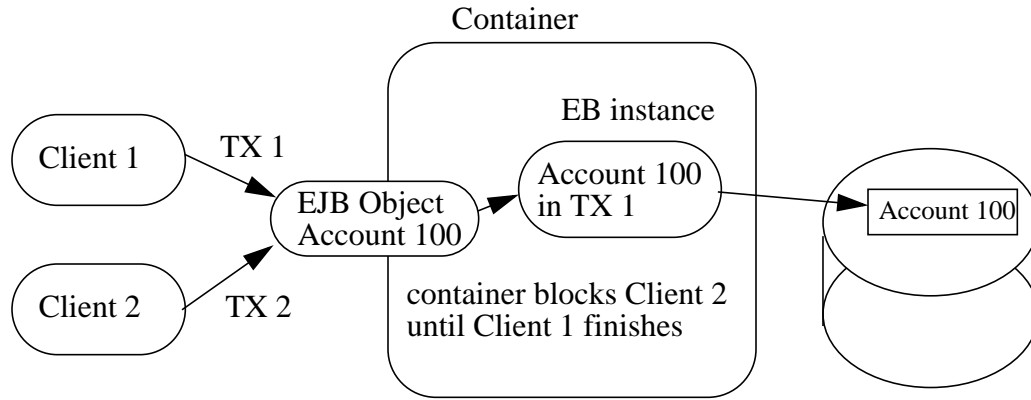 Container
EB instance
Client 1
TX 1
Account 100
in TX 1
Account 100
EJB Object
Account 100
Client 2
TX 2
container blocks Client 2
until Client 1 finishes